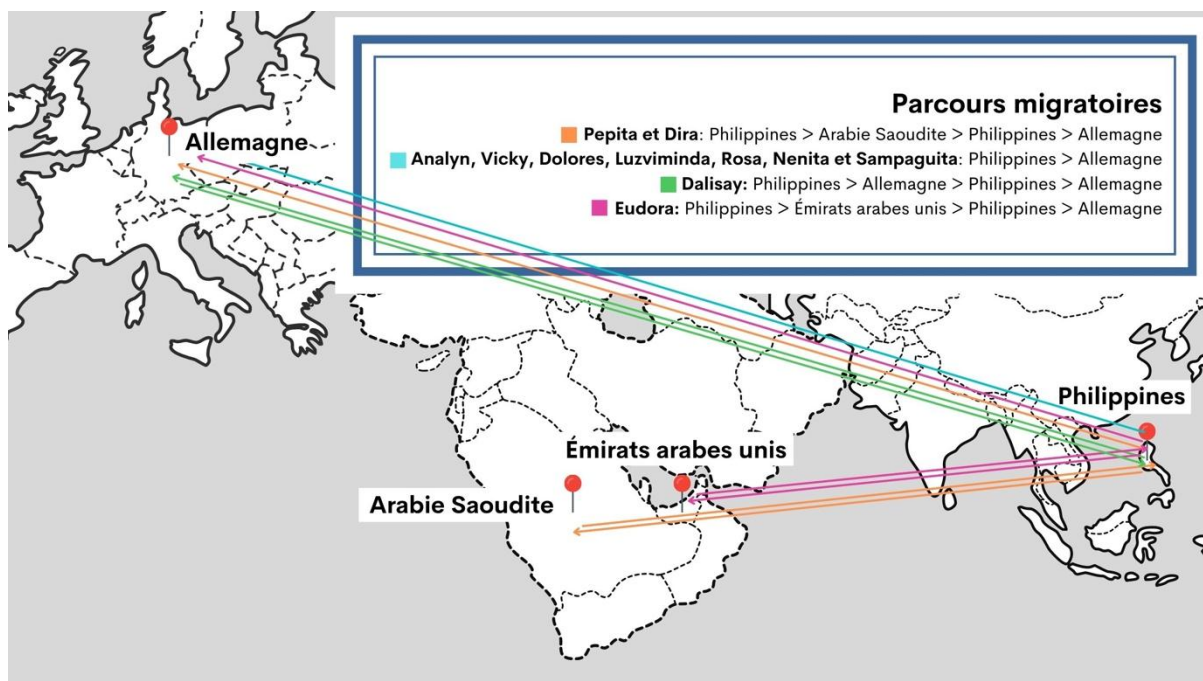 Parcours migratoires
Pepita et Dira: Philippines > Arabie Saoudite > Philippines > Allemagne
Analyn, Vicky, Dolores, Luzviminda, Rosa, Nenita et Sampaguita: Philippines > Allemagne
Dalisay: Philippines > Allemagne > Philippines > Allemagne
Eudora: Philippines > Émirats arabes unis > Philippines > Allemagne
Allemagne
Philippines
Émirats arabes unis
Arabie Saoudite